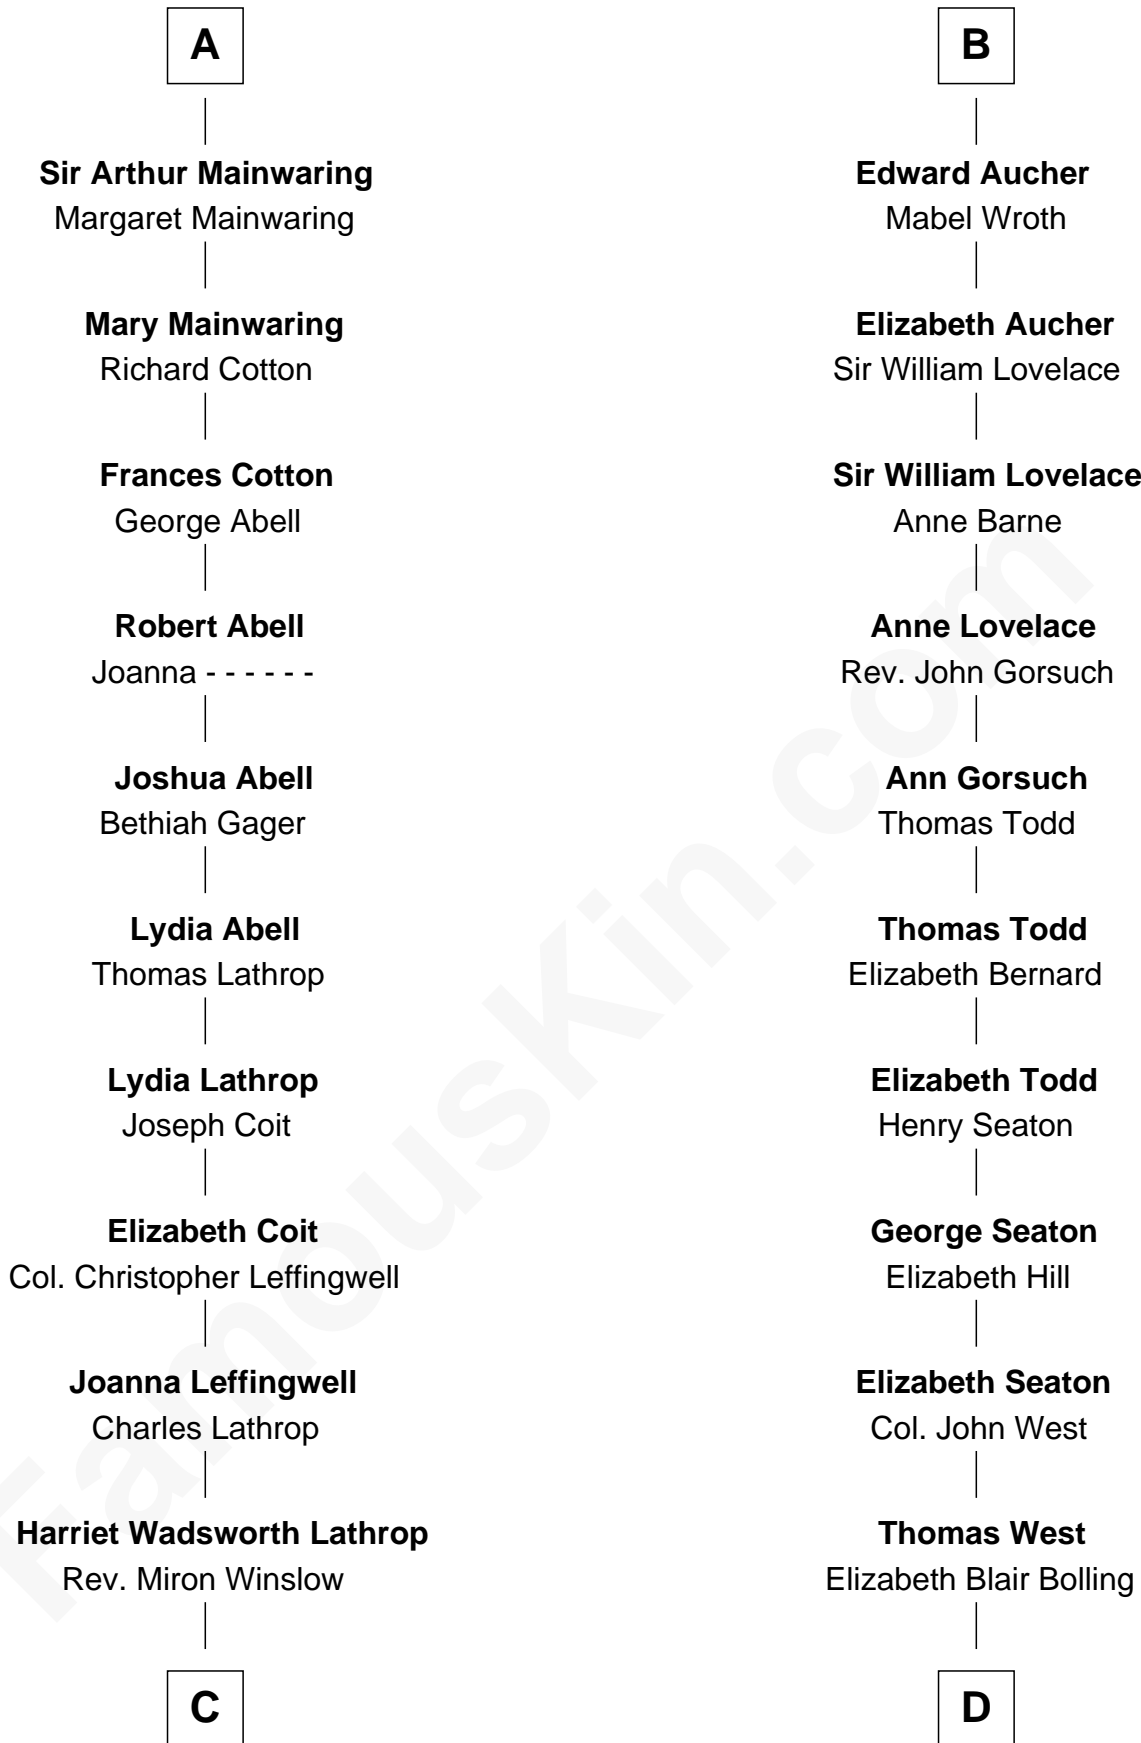 A
Sir Arthur Mainwaring
Margaret Mainwaring
Mary Mainwaring
Richard Cotton
Frances Cotton
George Abell
Robert Abell
Joanna - - - - - -
Joshua Abell
Bethiah Gager
Lydia Abell
Thomas Lathrop
Lydia Lathrop
Joseph Coit
Elizabeth Coit
Col. Christopher Leffingwell
Joanna Leffingwell
Charles Lathrop
Harriet Wadsworth Lathrop
Rev. Miron Winslow
C
B
Edward Aucher
Mabel Wroth
Elizabeth Aucher
Sir William Lovelace
Sir William Lovelace
Anne Barne
Anne Lovelace
Rev. John Gorsuch
Ann Gorsuch
Thomas Todd
Thomas Todd
Elizabeth Bernard
Elizabeth Todd
Henry Seaton
George Seaton
Elizabeth Hill
Elizabeth Seaton
Col. John West
Thomas West
Elizabeth Blair Bolling
D
FamousKin.com